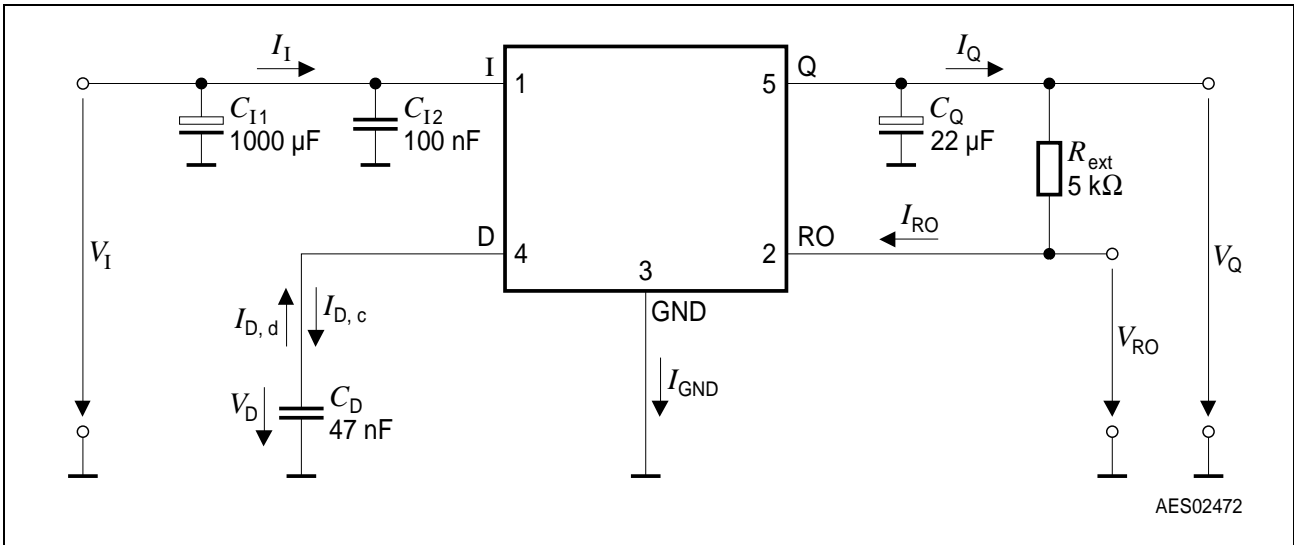 I_I
I
1
5
Q
I_Q
C_I1
1000 µF
C_I2
100 nF
C_Q
22 µF
R_ext
5 kΩ
I_RO
D
4
2
RO
V_I
3
GND
V_Q
I_D, d
I_D, c
V_RO
I_GND
V_D
C_D
47 nF
AES02472